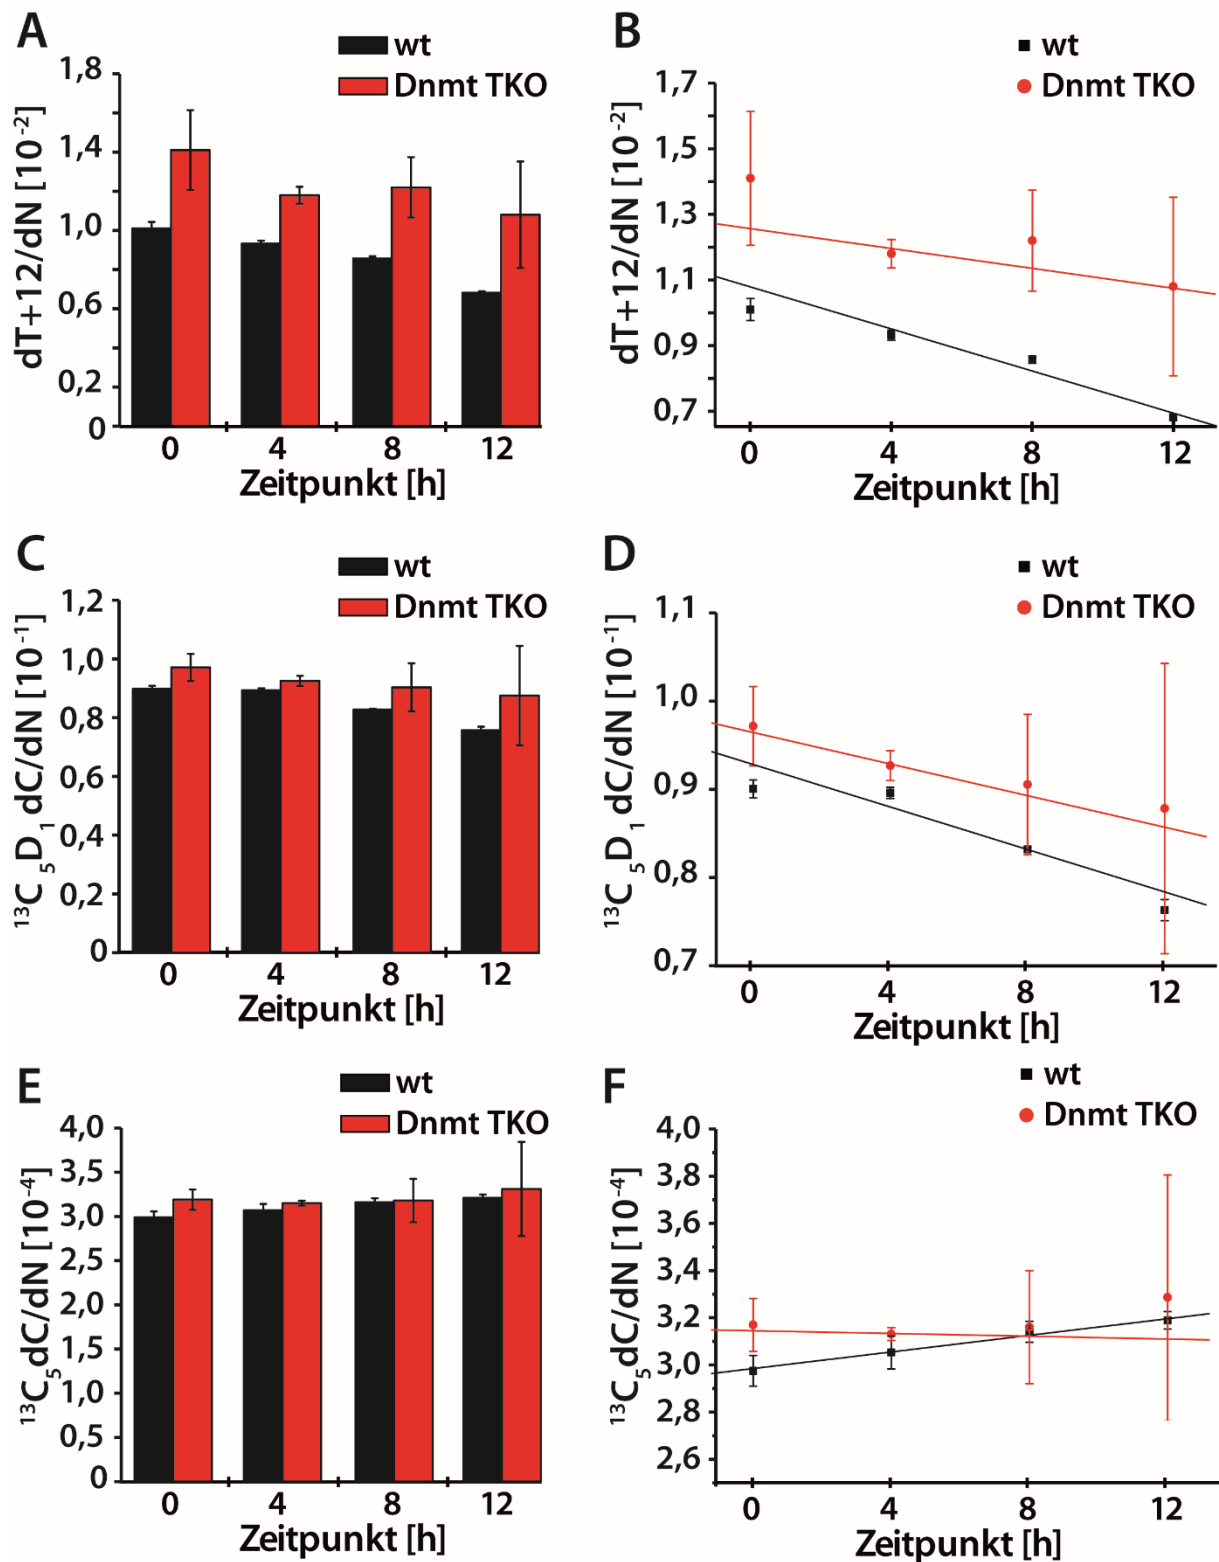 A
wt
Dnmt TKO
dT+12/dN [10⁻²]
1,8
1,4
1,0
0,6
0,2
0
0 4 8 12
Zeitpunkt [h]
B
wt
Dnmt TKO
dT+12/dN [10⁻²]
1,7
1,5
1,3
1,1
0,9
0,7
0 4 8 12
Zeitpunkt [h]
C
wt
Dnmt TKO
¹³C₅D₁dC/dN [10⁻¹]
1,2
1,0
0,8
0,6
0,4
0,2
0
0 4 8 12
Zeitpunkt [h]
D
wt
Dnmt TKO
¹³C₅D₁dC/dN [10⁻¹]
1,1
1,0
0,9
0,8
0,7
0 4 8 12
Zeitpunkt [h]
E
wt
Dnmt TKO
¹³C₅dC/dN [10⁻⁴]
4,0
3,5
3,0
2,5
2,0
1,5
1,0
0,5
0
0 4 8 12
Zeitpunkt [h]
F
wt
Dnmt TKO
¹³C₅dC/dN [10⁻⁴]
4,0
3,8
3,6
3,4
3,2
3,0
2,8
2,6
0 4 8 12
Zeitpunkt [h]